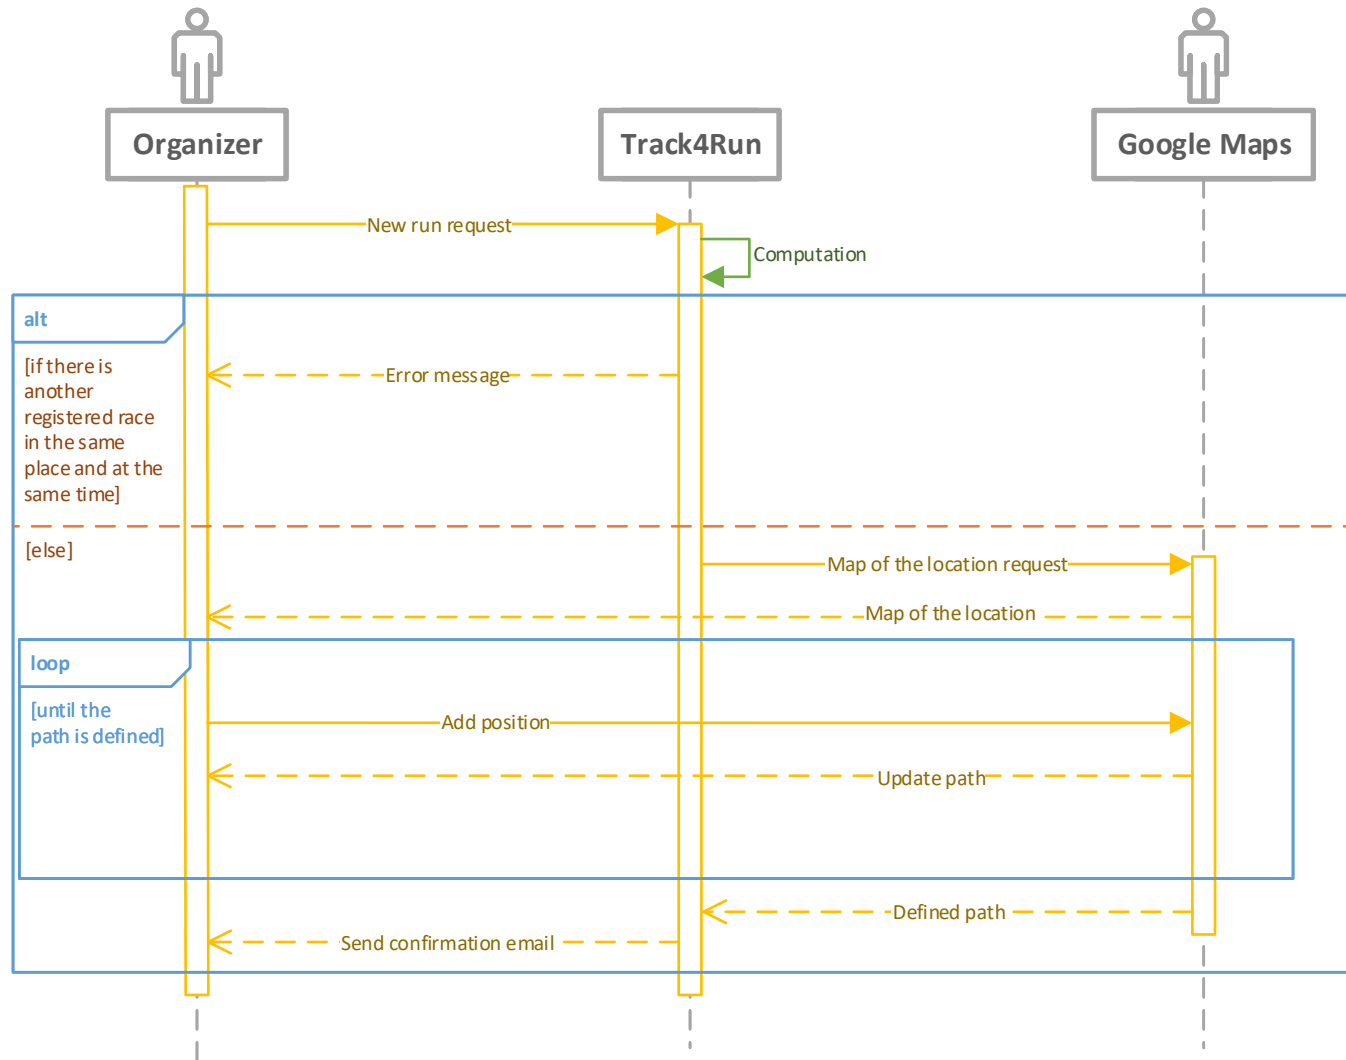 Organizer
Track4Run
Google Maps
New run request
Computation
alt
[if there is
another
registered race
in the same
place and at the
same time]
Error message
[else]
Map of the location request
Map of the location
loop
[until the
path is defined]
Add position
Update path
Defined path
Send confirmation email